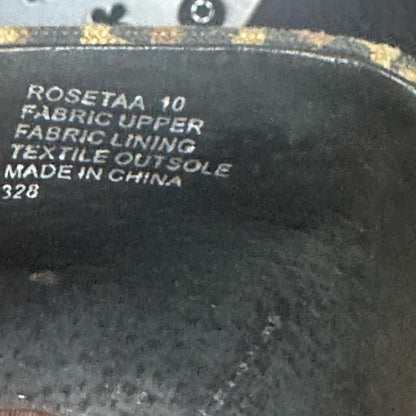 ROSETAA 10
FABRIC UPPER
FABRIC LINING
TEXTILE OUTSOLE
MADE IN CHINA
328